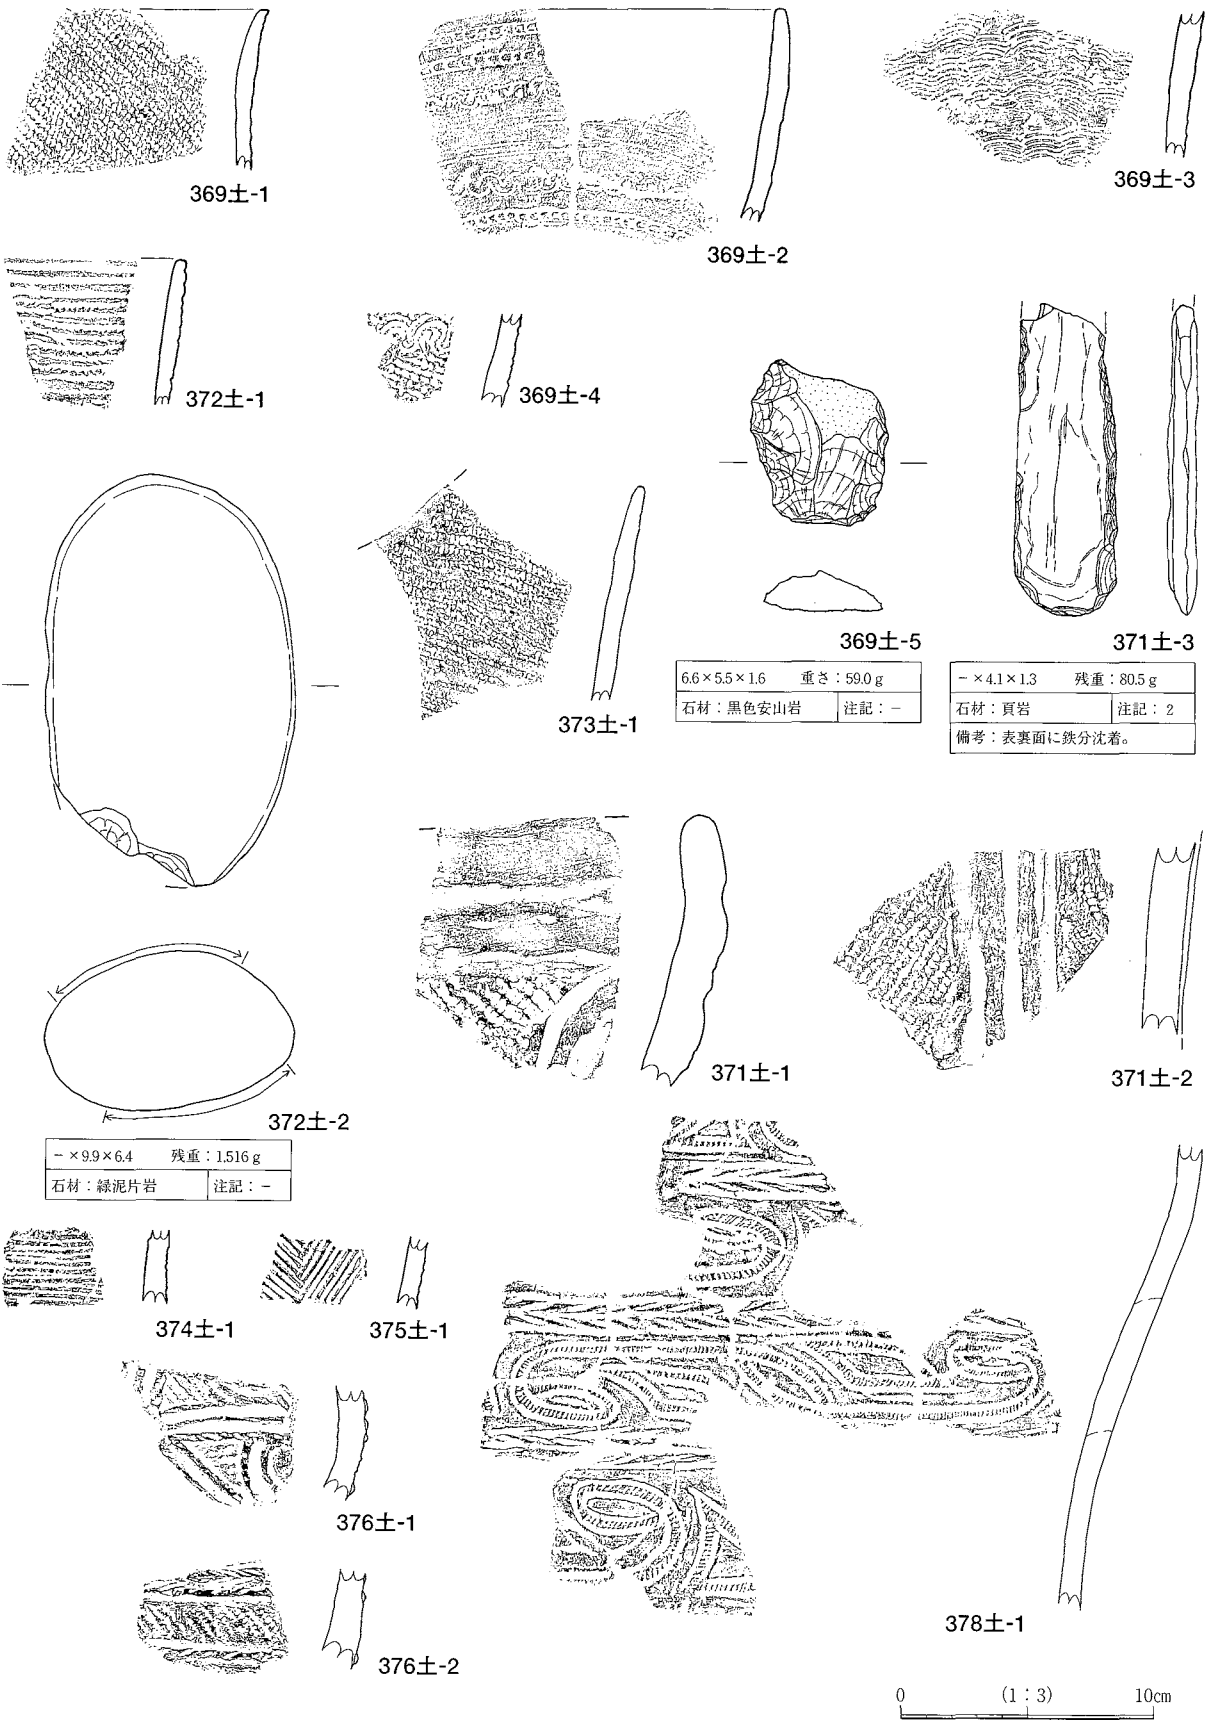 369土-1
369土-2
369土-3
372土-1
369土-4
369土-5
371土-3
6.6×5.5×1.6 重さ：59.0g
石材：黒色安山岩 注記：－
－×4.1×1.3 残重：80.5g
石材：頁岩 注記：2
備考：表裏面に鉄分沈着。
373土-1
371土-1
371土-2
372土-2
－×9.9×6.4 残重：1,516g
石材：緑泥片岩 注記：－
374土-1
375土-1
376土-1
376土-2
378土-1
0 (1：3) 10cm